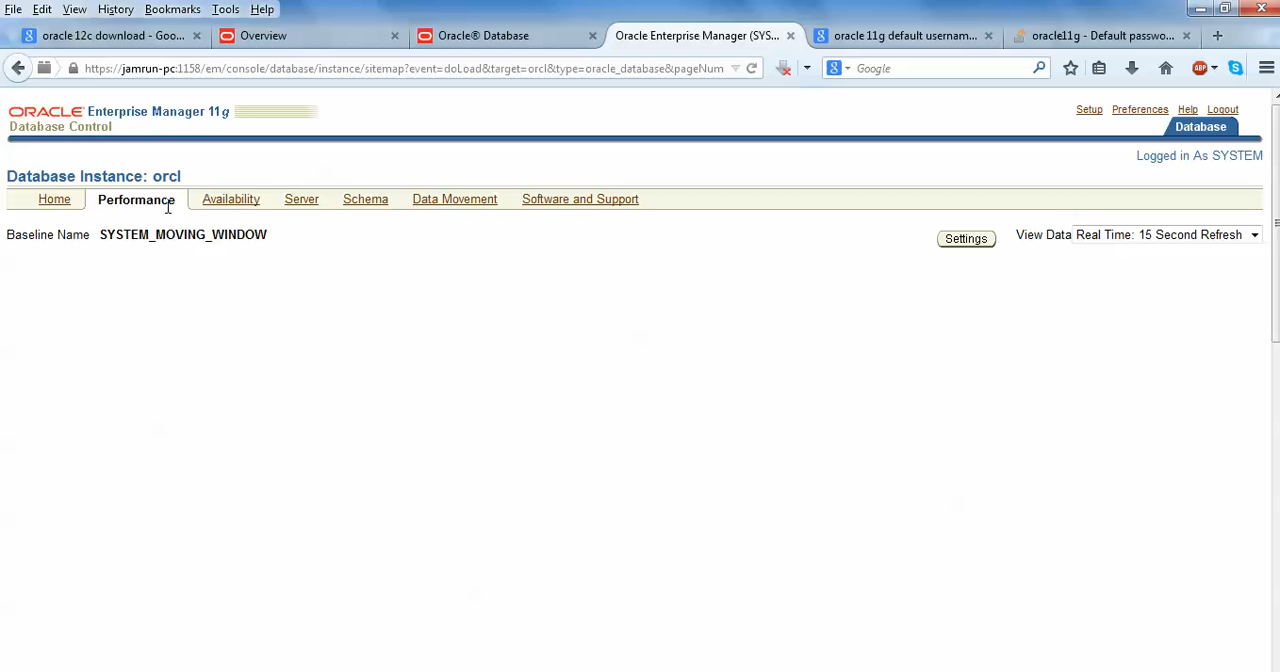 File Edit View History Bookmarks Tools Help
oracle 12c download - Goo... Overview Oracle® Database Oracle Enterprise Manager (SYS... oracle 11g default usernam... oracle11g - Default passwo...
https://jamrun-pc:1158/em/console/database/instance/sitemap?event=doLoad&target=orcl&type=oracle_database&pageNum Google ABP
ORACLE Enterprise Manager 11g Setup Preferences Help Logout
Database Control Database
Logged in As SYSTEM
Database Instance: orcl
Home Performance Availability Server Schema Data Movement Software and Support
Baseline Name SYSTEM_MOVING_WINDOW Settings View Data Real Time: 15 Second Refresh